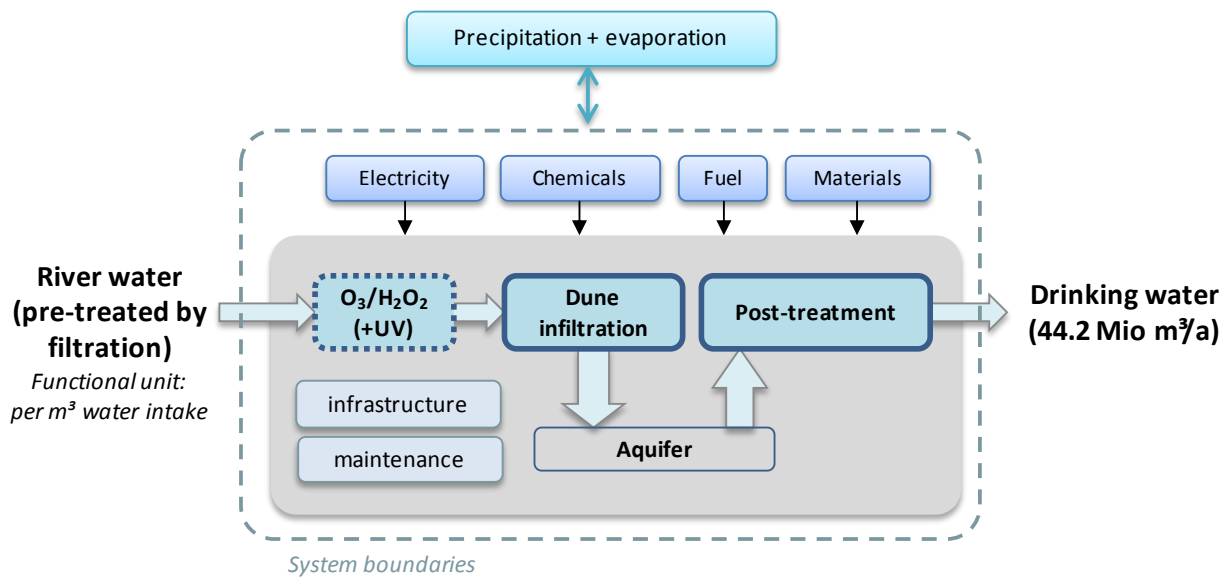 Precipitation + evaporation
Electricity
Chemicals
Fuel
Materials
River water
(pre-treated by
filtration)
Functional unit:
per m³ water intake
O₃/H₂O₂
(+UV)
Dune
infiltration
Post-treatment
Drinking water
(44.2 Mio m³/a)
infrastructure
maintenance
Aquifer
System boundaries